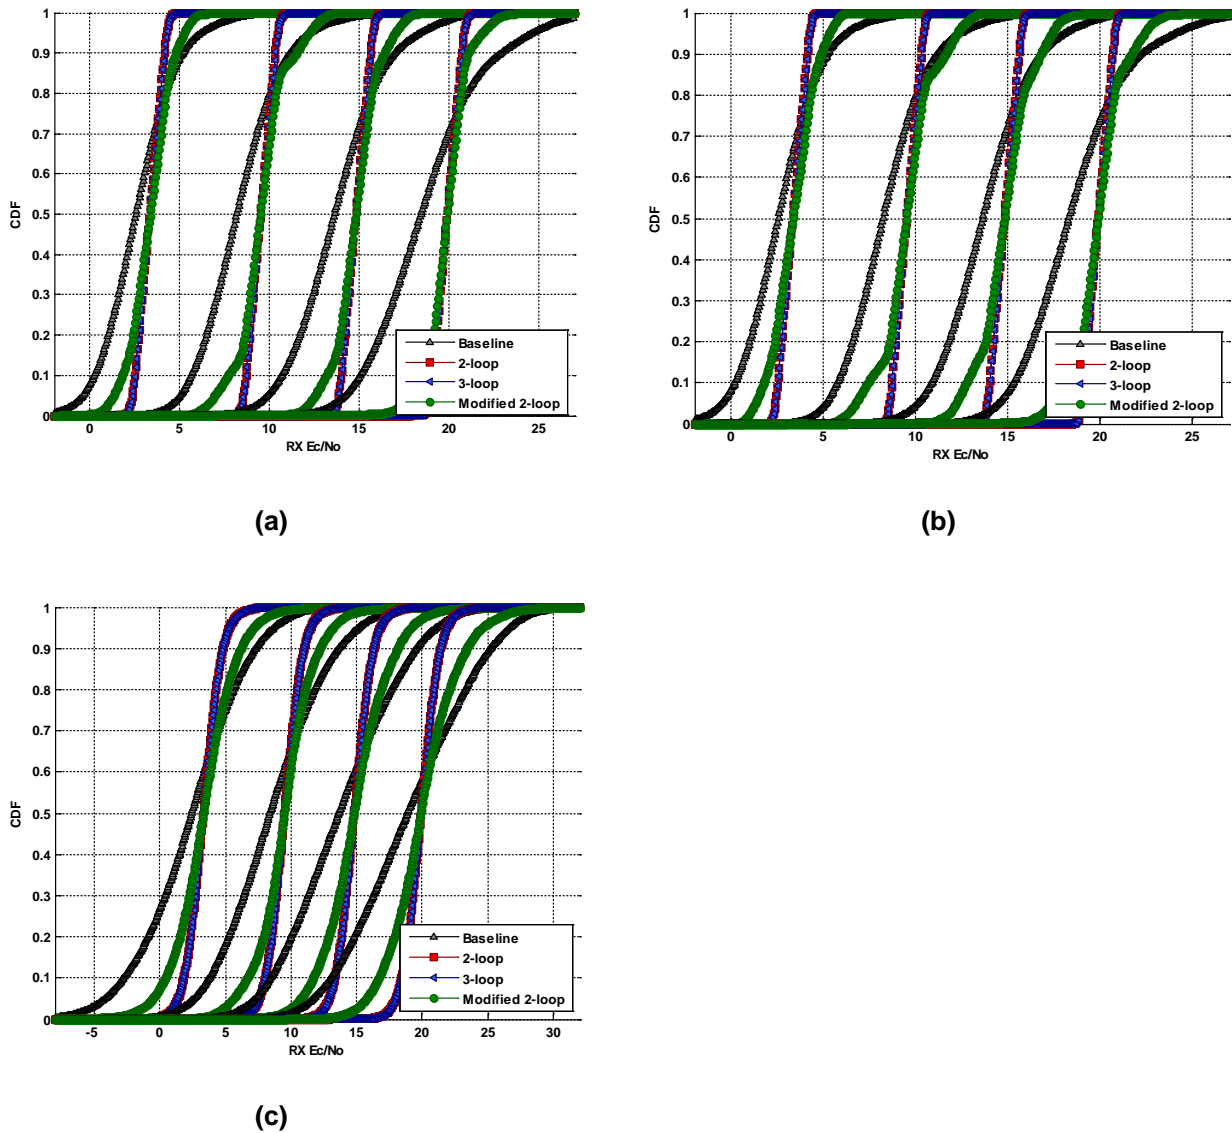 1
0.9
0.8
0.7
0.6
0.5
0.4
0.3
0.2
0.1
0
CDF
0 5 10 15 20 25
RX Ec/No
Baseline
2-loop
3-loop
Modified 2-loop
(a)
1
0.9
0.8
0.7
0.6
0.5
0.4
0.3
0.2
0.1
0
CDF
0 5 10 15 20 25
RX Ec/No
Baseline
2-loop
3-loop
Modified 2-loop
(b)
1
0.9
0.8
0.7
0.6
0.5
0.4
0.3
0.2
0.1
0
CDF
-5 0 5 10 15 20 25 30
RX Ec/No
Baseline
2-loop
3-loop
Modified 2-loop
(c)